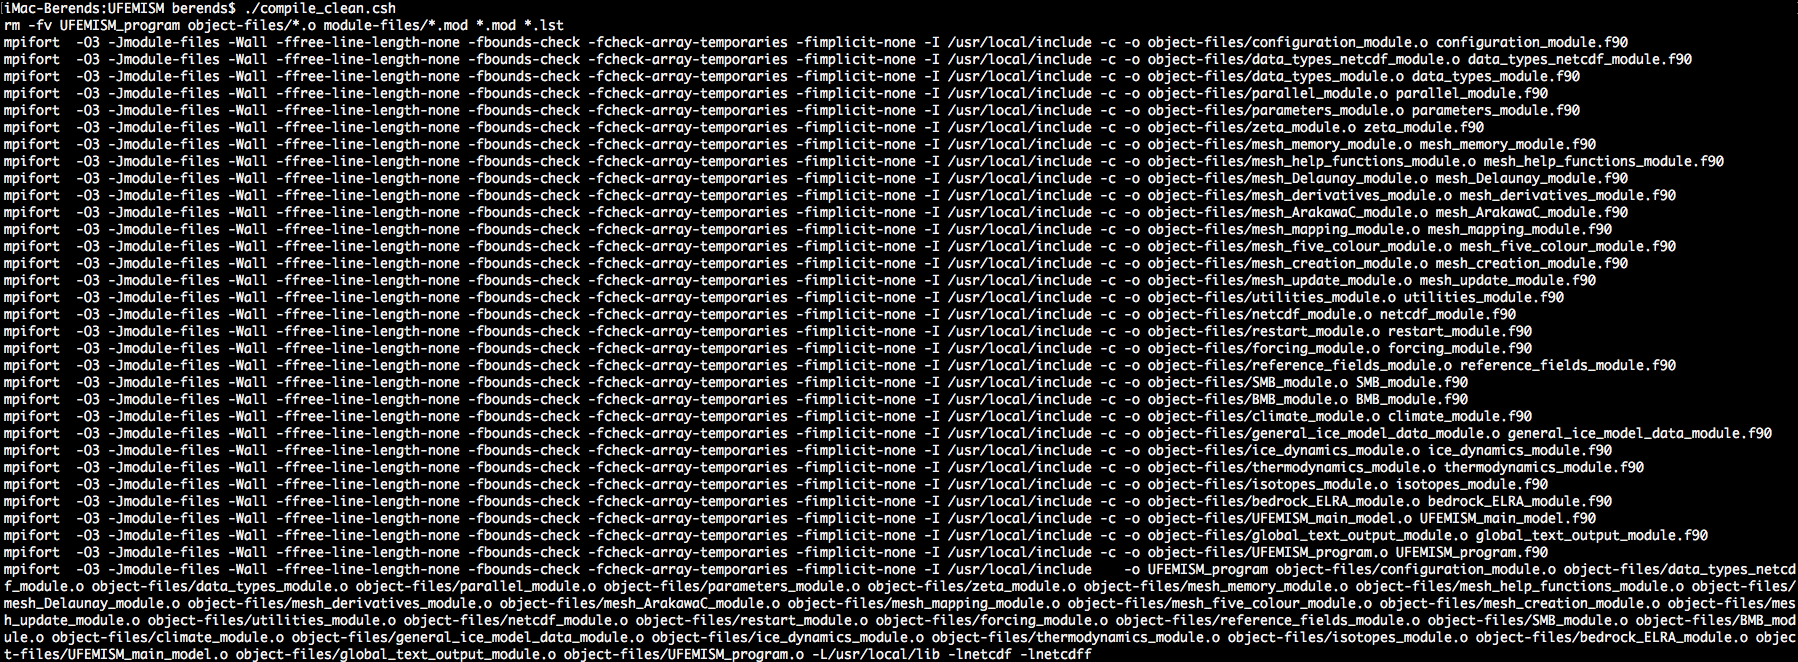 iMac-Berends:UFEMISM berends$ ./compile_clean.csh
rm -fv UFEMISM_program object-files/*.o module-files/*.mod *.mod *.lst
mpifort  -O3 -Jmodule-files -Wall -ffree-line-length-none -fbounds-check -fcheck-array-temporaries -fimplicit-none -I /usr/local/include -c -o object-files/configuration_module.o configuration_module.f90
mpifort  -O3 -Jmodule-files -Wall -ffree-line-length-none -fbounds-check -fcheck-array-temporaries -fimplicit-none -I /usr/local/include -c -o object-files/data_types_netcdf_module.o data_types_netcdf_module.f90
mpifort  -O3 -Jmodule-files -Wall -ffree-line-length-none -fbounds-check -fcheck-array-temporaries -fimplicit-none -I /usr/local/include -c -o object-files/data_types_module.o data_types_module.f90
mpifort  -O3 -Jmodule-files -Wall -ffree-line-length-none -fbounds-check -fcheck-array-temporaries -fimplicit-none -I /usr/local/include -c -o object-files/parallel_module.o parallel_module.f90
mpifort  -O3 -Jmodule-files -Wall -ffree-line-length-none -fbounds-check -fcheck-array-temporaries -fimplicit-none -I /usr/local/include -c -o object-files/parameters_module.o parameters_module.f90
mpifort  -O3 -Jmodule-files -Wall -ffree-line-length-none -fbounds-check -fcheck-array-temporaries -fimplicit-none -I /usr/local/include -c -o object-files/zeta_module.o zeta_module.f90
mpifort  -O3 -Jmodule-files -Wall -ffree-line-length-none -fbounds-check -fcheck-array-temporaries -fimplicit-none -I /usr/local/include -c -o object-files/mesh_memory_module.o mesh_memory_module.f90
mpifort  -O3 -Jmodule-files -Wall -ffree-line-length-none -fbounds-check -fcheck-array-temporaries -fimplicit-none -I /usr/local/include -c -o object-files/mesh_help_functions_module.o mesh_help_functions_module.f90
mpifort  -O3 -Jmodule-files -Wall -ffree-line-length-none -fbounds-check -fcheck-array-temporaries -fimplicit-none -I /usr/local/include -c -o object-files/mesh_Delaunay_module.o mesh_Delaunay_module.f90
mpifort  -O3 -Jmodule-files -Wall -ffree-line-length-none -fbounds-check -fcheck-array-temporaries -fimplicit-none -I /usr/local/include -c -o object-files/mesh_derivatives_module.o mesh_derivatives_module.f90
mpifort  -O3 -Jmodule-files -Wall -ffree-line-length-none -fbounds-check -fcheck-array-temporaries -fimplicit-none -I /usr/local/include -c -o object-files/mesh_ArakawaC_module.o mesh_ArakawaC_module.f90
mpifort  -O3 -Jmodule-files -Wall -ffree-line-length-none -fbounds-check -fcheck-array-temporaries -fimplicit-none -I /usr/local/include -c -o object-files/mesh_mapping_module.o mesh_mapping_module.f90
mpifort  -O3 -Jmodule-files -Wall -ffree-line-length-none -fbounds-check -fcheck-array-temporaries -fimplicit-none -I /usr/local/include -c -o object-files/mesh_five_colour_module.o mesh_five_colour_module.f90
mpifort  -O3 -Jmodule-files -Wall -ffree-line-length-none -fbounds-check -fcheck-array-temporaries -fimplicit-none -I /usr/local/include -c -o object-files/mesh_creation_module.o mesh_creation_module.f90
mpifort  -O3 -Jmodule-files -Wall -ffree-line-length-none -fbounds-check -fcheck-array-temporaries -fimplicit-none -I /usr/local/include -c -o object-files/mesh_update_module.o mesh_update_module.f90
mpifort  -O3 -Jmodule-files -Wall -ffree-line-length-none -fbounds-check -fcheck-array-temporaries -fimplicit-none -I /usr/local/include -c -o object-files/utilities_module.o utilities_module.f90
mpifort  -O3 -Jmodule-files -Wall -ffree-line-length-none -fbounds-check -fcheck-array-temporaries -fimplicit-none -I /usr/local/include -c -o object-files/netcdf_module.o netcdf_module.f90
mpifort  -O3 -Jmodule-files -Wall -ffree-line-length-none -fbounds-check -fcheck-array-temporaries -fimplicit-none -I /usr/local/include -c -o object-files/restart_module.o restart_module.f90
mpifort  -O3 -Jmodule-files -Wall -ffree-line-length-none -fbounds-check -fcheck-array-temporaries -fimplicit-none -I /usr/local/include -c -o object-files/forcing_module.o forcing_module.f90
mpifort  -O3 -Jmodule-files -Wall -ffree-line-length-none -fbounds-check -fcheck-array-temporaries -fimplicit-none -I /usr/local/include -c -o object-files/reference_fields_module.o reference_fields_module.f90
mpifort  -O3 -Jmodule-files -Wall -ffree-line-length-none -fbounds-check -fcheck-array-temporaries -fimplicit-none -I /usr/local/include -c -o object-files/SMB_module.o SMB_module.f90
mpifort  -O3 -Jmodule-files -Wall -ffree-line-length-none -fbounds-check -fcheck-array-temporaries -fimplicit-none -I /usr/local/include -c -o object-files/BMB_module.o BMB_module.f90
mpifort  -O3 -Jmodule-files -Wall -ffree-line-length-none -fbounds-check -fcheck-array-temporaries -fimplicit-none -I /usr/local/include -c -o object-files/climate_module.o climate_module.f90
mpifort  -O3 -Jmodule-files -Wall -ffree-line-length-none -fbounds-check -fcheck-array-temporaries -fimplicit-none -I /usr/local/include -c -o object-files/general_ice_model_data_module.o general_ice_model_data_module.f90
mpifort  -O3 -Jmodule-files -Wall -ffree-line-length-none -fbounds-check -fcheck-array-temporaries -fimplicit-none -I /usr/local/include -c -o object-files/ice_dynamics_module.o ice_dynamics_module.f90
mpifort  -O3 -Jmodule-files -Wall -ffree-line-length-none -fbounds-check -fcheck-array-temporaries -fimplicit-none -I /usr/local/include -c -o object-files/thermodynamics_module.o thermodynamics_module.f90
mpifort  -O3 -Jmodule-files -Wall -ffree-line-length-none -fbounds-check -fcheck-array-temporaries -fimplicit-none -I /usr/local/include -c -o object-files/isotopes_module.o isotopes_module.f90
mpifort  -O3 -Jmodule-files -Wall -ffree-line-length-none -fbounds-check -fcheck-array-temporaries -fimplicit-none -I /usr/local/include -c -o object-files/bedrock_ELRA_module.o bedrock_ELRA_module.f90
mpifort  -O3 -Jmodule-files -Wall -ffree-line-length-none -fbounds-check -fcheck-array-temporaries -fimplicit-none -I /usr/local/include -c -o object-files/UFEMISM_main_model.o UFEMISM_main_model.f90
mpifort  -O3 -Jmodule-files -Wall -ffree-line-length-none -fbounds-check -fcheck-array-temporaries -fimplicit-none -I /usr/local/include -c -o object-files/global_text_output_module.o global_text_output_module.f90
mpifort  -O3 -Jmodule-files -Wall -ffree-line-length-none -fbounds-check -fcheck-array-temporaries -fimplicit-none -I /usr/local/include -c -o object-files/UFEMISM_program.o UFEMISM_program.f90
mpifort  -O3 -Jmodule-files -Wall -ffree-line-length-none -fbounds-check -fcheck-array-temporaries -fimplicit-none -I /usr/local/include    -o UFEMISM_program object-files/configuration_module.o object-files/data_types_netcd
f_module.o object-files/data_types_module.o object-files/parallel_module.o object-files/parameters_module.o object-files/zeta_module.o object-files/mesh_memory_module.o object-files/mesh_help_functions_module.o object-files/
mesh_Delaunay_module.o object-files/mesh_derivatives_module.o object-files/mesh_ArakawaC_module.o object-files/mesh_mapping_module.o object-files/mesh_five_colour_module.o object-files/mesh_creation_module.o object-files/mes
h_update_module.o object-files/utilities_module.o object-files/netcdf_module.o object-files/restart_module.o object-files/forcing_module.o object-files/reference_fields_module.o object-files/SMB_module.o object-files/BMB_mod
ule.o object-files/climate_module.o object-files/general_ice_model_data_module.o object-files/ice_dynamics_module.o object-files/thermodynamics_module.o object-files/isotopes_module.o object-files/bedrock_ELRA_module.o objec
t-files/UFEMISM_main_model.o object-files/global_text_output_module.o object-files/UFEMISM_program.o -L/usr/local/lib -lnetcdf -lnetcdff